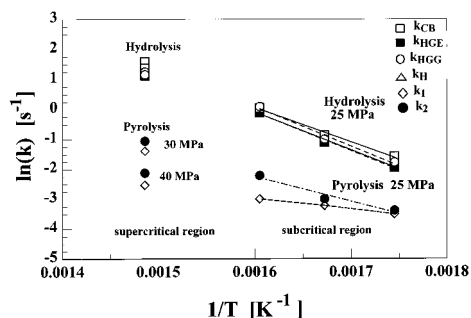 3
2
1
0
-1
-2
-3
-4
-5
ln(k) [s⁻¹]
Hydrolysis
Pyrolysis
30 MPa
40 MPa
supercritical region
Hydrolysis
25 MPa
Pyrolysis 25 MPa
subcritical region
k_CB
k_HGE
k_HGG
k_H
k_1
k_2
0.0014 0.0015 0.0016 0.0017 0.0018
1/T [K⁻¹]